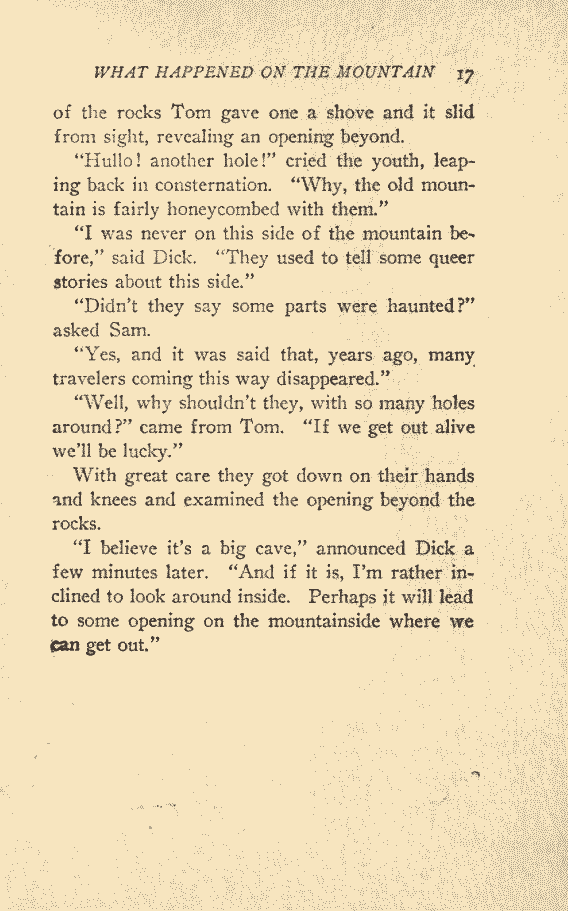 WHAT HAPPENED ON THE MOUNTAIN 17
of the rocks Tom gave one a shove and it slid
from sight, revealing an opening beyond.
"Hullo! another hole!" cried the youth, leap-
ing back in consternation. "Why, the old moun-
tain is fairly honeycombed with them."
"I was never on this side of the mountain be-
fore," said Dick. "They used to tell some queer
stories about this side."
"Didn't they say some parts were haunted?"
asked Sam.
"Yes, and it was said that, years ago, many
travelers coming this way disappeared."
"Well, why shouldn't they, with so many holes
around?" came from Tom. "If we get out alive
we'll be lucky."
With great care they got down on their hands
and knees and examined the opening beyond the
rocks.
"I believe it's a big cave," announced Dick a
few minutes later. "And if it is, I'm rather in-
clined to look around inside. Perhaps it will lead
to some opening on the mountainside where we
can get out."